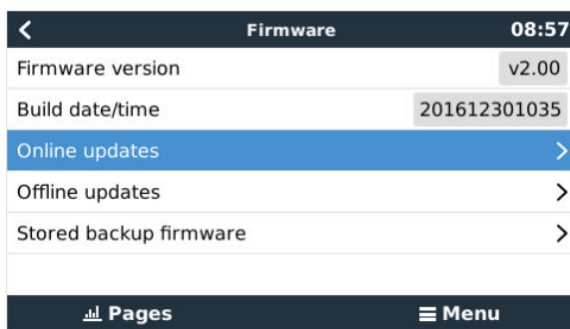 Firmware 08:57
Firmware version v2.00
Build date/time 201612301035
Online updates
Offline updates
Stored backup firmware
Pages Menu